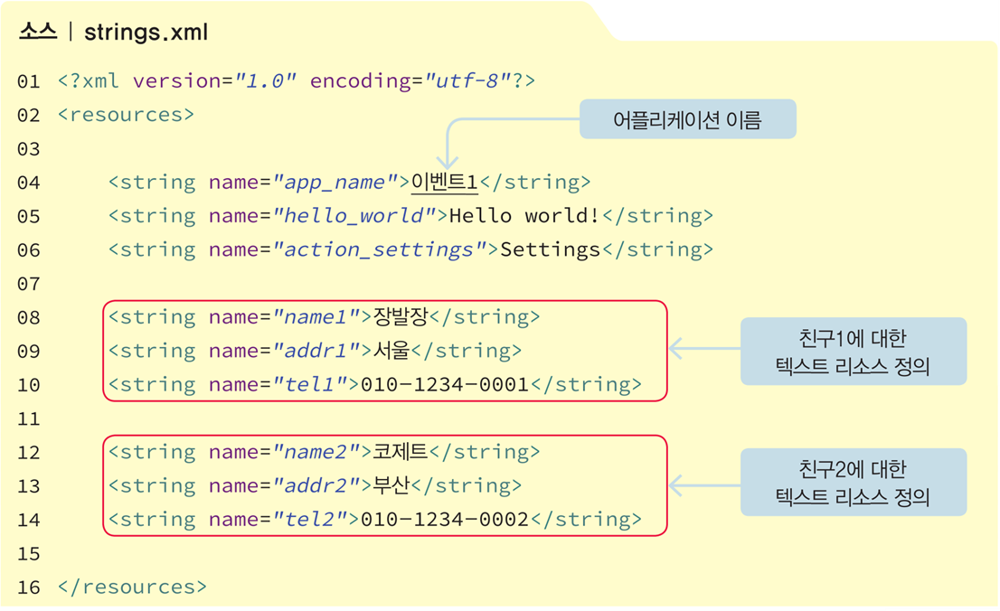 소스 | strings.xml
01 <?xml version="1.0" encoding="utf-8"?>
02 <resources>
어플리케이션 이름
03
04 <string name="app_name">이벤트1</string>
05 <string name="hello_world">Hello world!</string>
06 <string name="action_settings">Settings</string>
07
08 <string name="name1">장발장</string>
09 <string name="addr1">서울</string>
10 <string name="tel1">010-1234-0001</string>
친구1에 대한
텍스트 리소스 정의
11
12 <string name="name2">코제트</string>
13 <string name="addr2">부산</string>
14 <string name="tel2">010-1234-0002</string>
친구2에 대한
텍스트 리소스 정의
15
16 </resources>